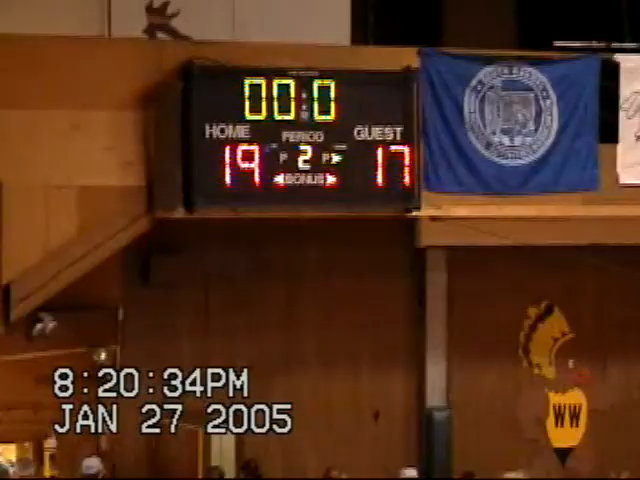 00:0
HOME PERIOD GUEST
19 P 2 P 17
BONUS
WW
8:20:34PM
JAN 27 2005